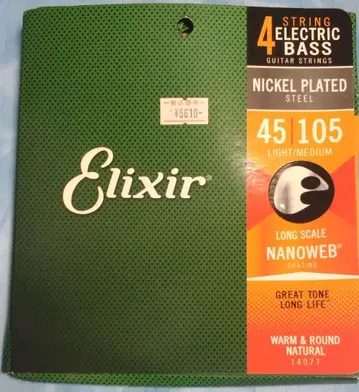 4 STRING
ELECTRIC
BASS
GUITAR STRINGS
NICKEL PLATED
STEEL
¥5610-
45 | 105
LIGHT/MEDIUM
Elixir®
LONG SCALE
NANOWEB®
COATING
GREAT TONE
LONG LIFE™
WARM & ROUND
NATURAL
14077